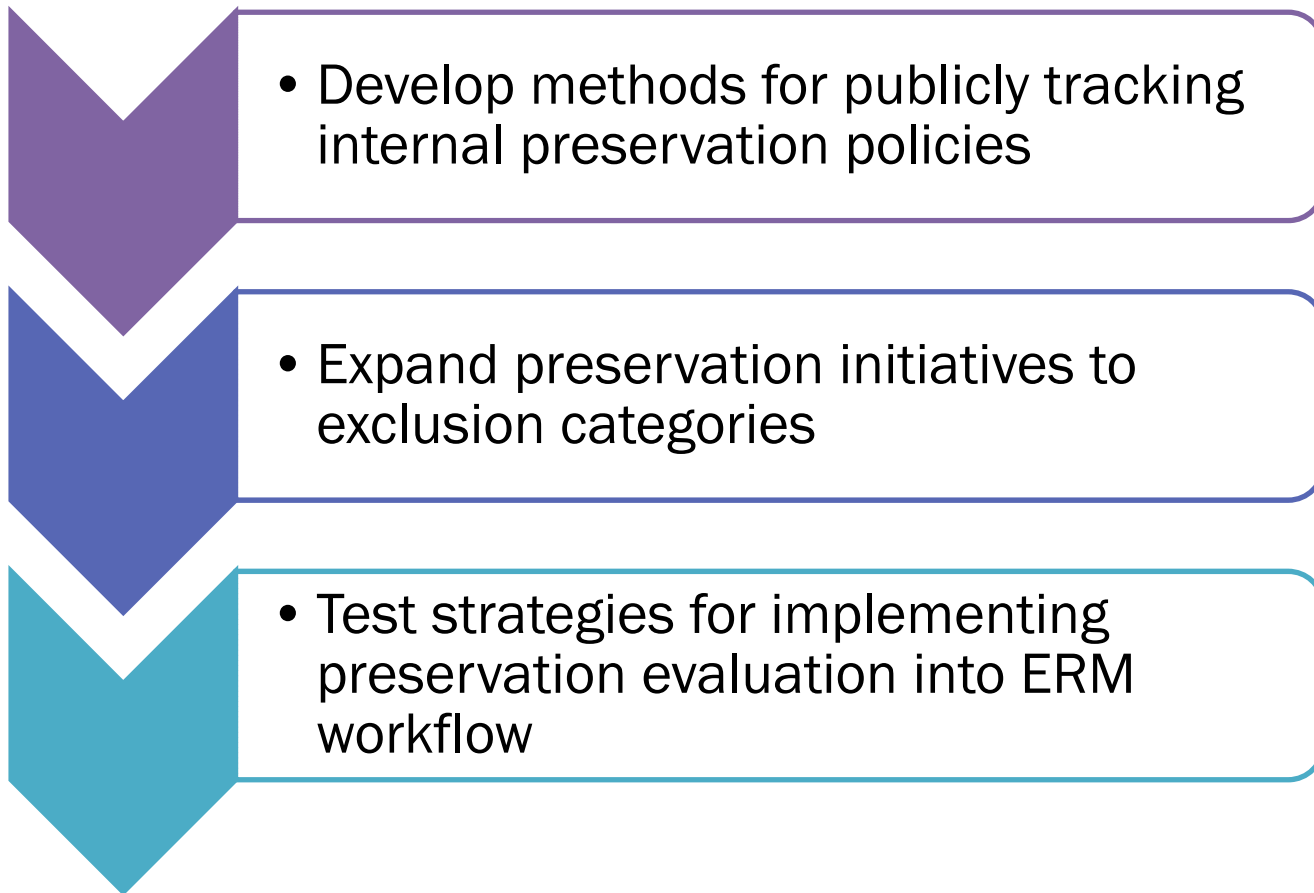 • Develop methods for publicly tracking
internal preservation policies
• Expand preservation initiatives to
exclusion categories
• Test strategies for implementing
preservation evaluation into ERM
workflow